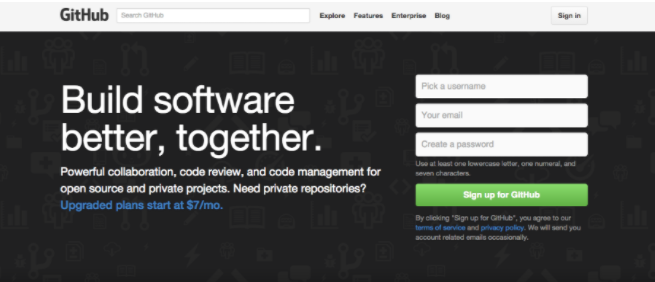 GitHub
Search GitHub
Explore Features Enterprise Blog
Sign in
Build software
better, together.
Powerful collaboration, code review, and code management for
open source and private projects. Need private repositories?
Upgraded plans start at $7/mo.
Pick a username
Your email
Create a password
Use at least one lowercase letter, one numeral, and
seven characters.
Sign up for GitHub
By clicking "Sign up for GitHub", you agree to our
terms of service and privacy policy. We will send you
account related emails occasionally.